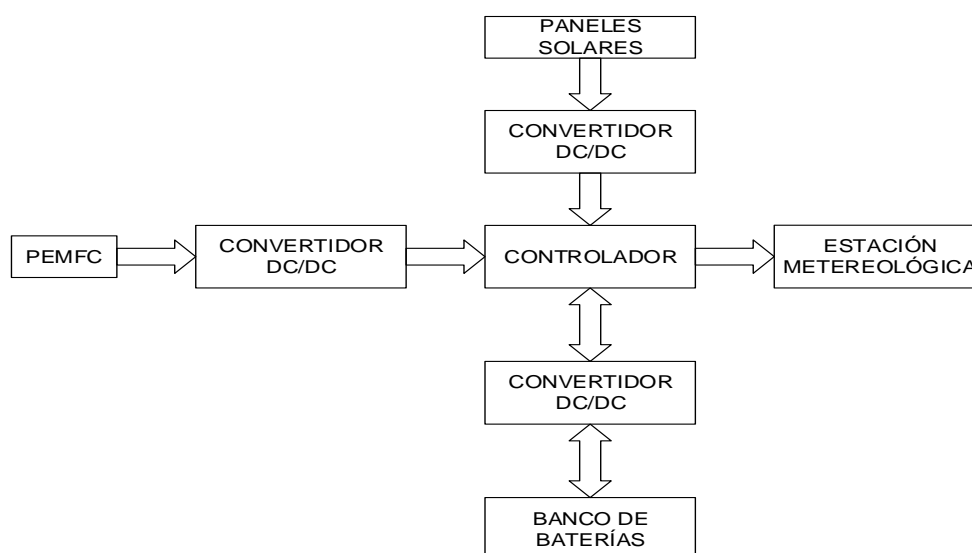 PANELES
SOLARES
CONVERTIDOR
DC/DC
PEMFC
CONVERTIDOR
DC/DC
CONTROLADOR
ESTACIÓN
METEREOLÓGICA
CONVERTIDOR
DC/DC
BANCO DE
BATERÍAS